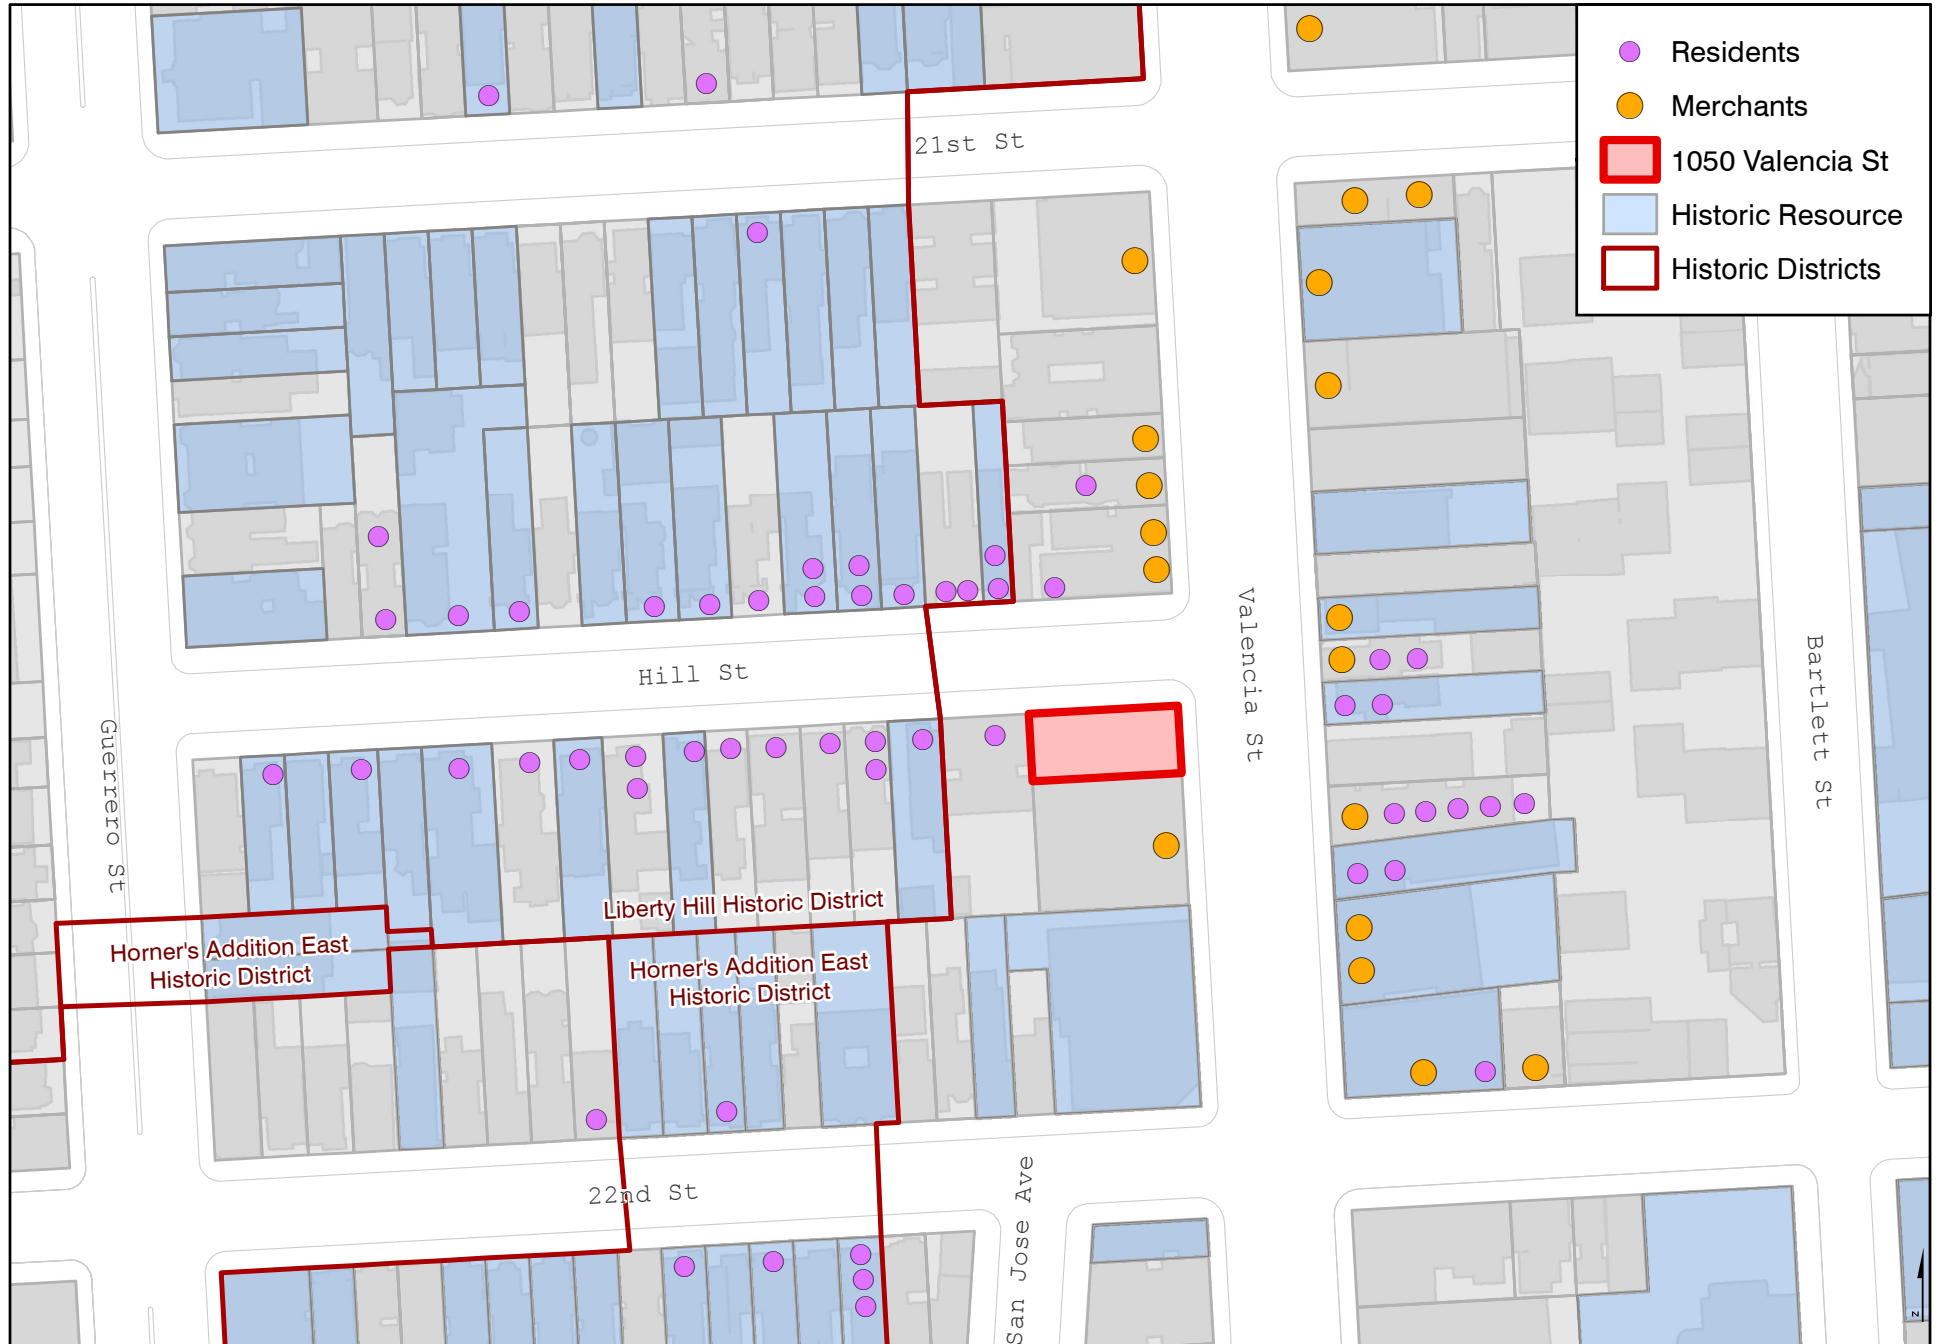 Residents
Merchants
1050 Valencia St
Historic Resource
Historic Districts
21st St
Hill St
Valencia St
Bartlett St
Guerrero St
Liberty Hill Historic District
Horner's Addition East
Historic District
Horner's Addition East
Historic District
22nd St
San Jose Ave
N